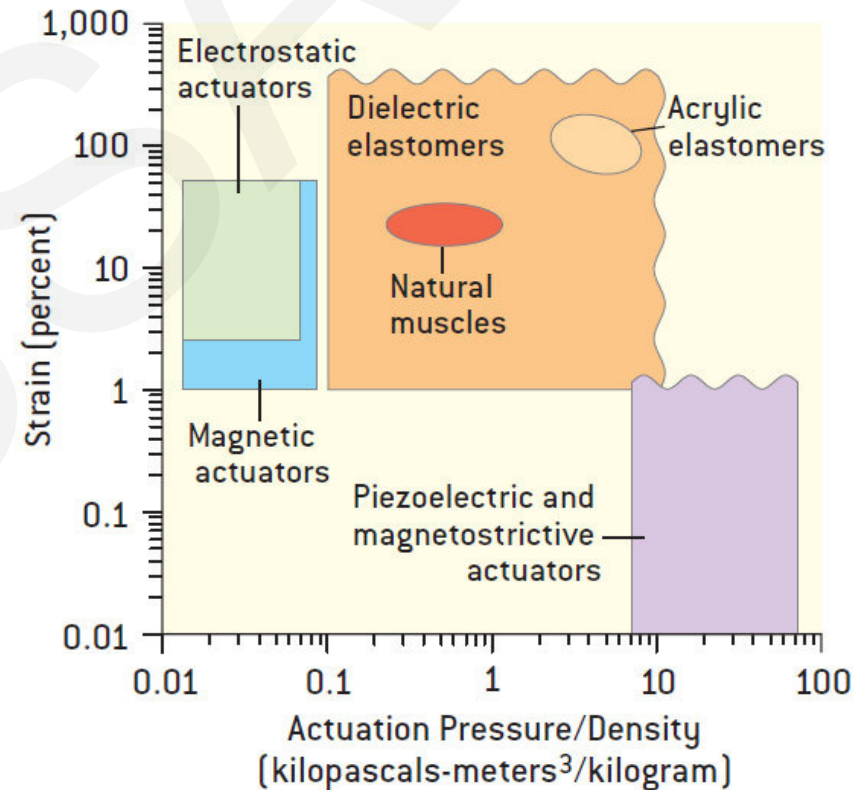 1,000
Electrostatic
actuators
Dielectric
elastomers
Acrylic
elastomers
100
10
Natural
muscles
1
Magnetic
actuators
Piezoelectric and
magnetostrictive
actuators
0.1
0.01
Strain (percent)
0.01 0.1 1 10 100
Actuation Pressure/Density
(kilopascals-meters³/kilogram)